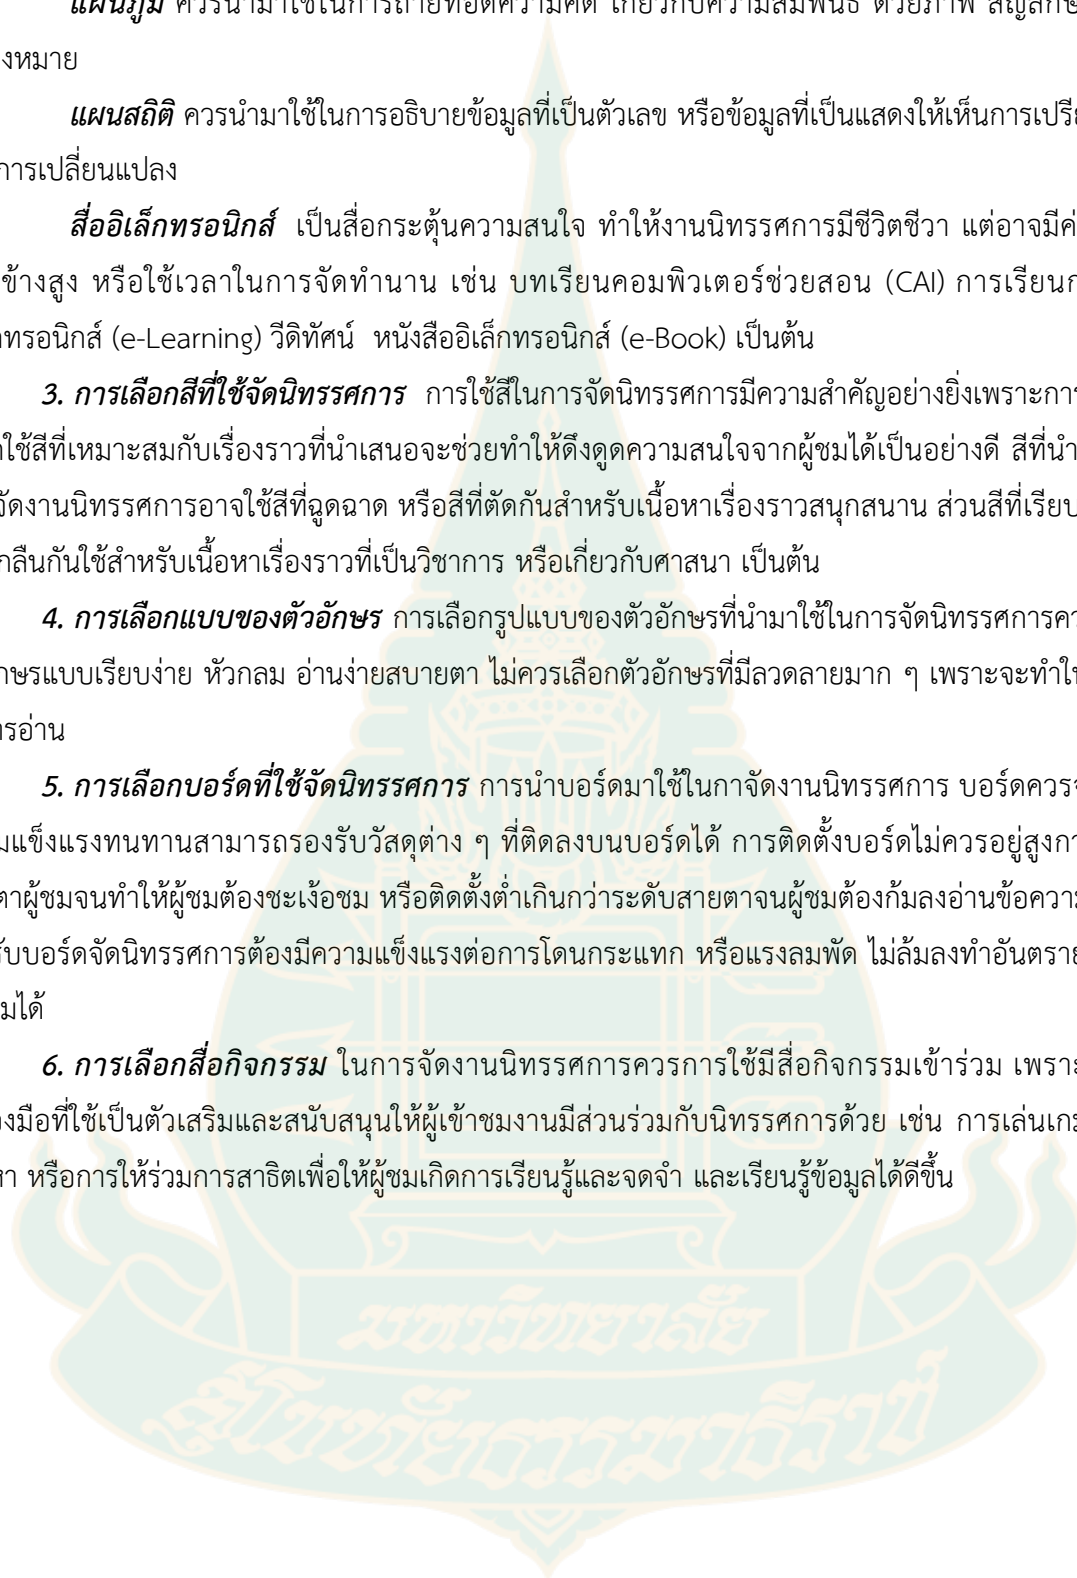 แผนภูมิ ควรนำมาใช้ในการถ่ายทอดความคิด เกี่ยวกับความสัมพันธ์ ด้วยภาพ สัญลักษ
งหมาย
แผนสถิติ ควรนำมาใช้ในการอธิบายข้อมูลที่เป็นตัวเลข หรือข้อมูลที่เป็นแสดงให้เห็นการเปรีย
การเปลี่ยนแปลง
สื่ออิเล็กทรอนิกส์ เป็นสื่อกระตุ้นความสนใจ ทำให้งานนิทรรศการมีชีวิตชีวา แต่อาจมีค่
ข้างสูง หรือใช้เวลาในการจัดทำนาน เช่น บทเรียนคอมพิวเตอร์ช่วยสอน (CAI) การเรียนก
กทรอนิกส์ (e-Learning) วีดิทัศน์ หนังสืออิเล็กทรอนิกส์ (e-Book) เป็นต้น
3. การเลือกสีที่ใช้จัดนิทรรศการ การใช้สีในการจัดนิทรรศการมีความสำคัญอย่างยิ่งเพราะการ
กใช้สีที่เหมาะสมกับเรื่องราวที่นำเสนอจะช่วยทำให้ดึงดูดความสนใจจากผู้ชมได้เป็นอย่างดี สีที่นำ
จัดงานนิทรรศการอาจใช้สีที่ฉูดฉาด หรือสีที่ตัดกันสำหรับเนื้อหาเรื่องราวสนุกสนาน ส่วนสีที่เรียบ
กลืนกันใช้สำหรับเนื้อหาเรื่องราวที่เป็นวิชาการ หรือเกี่ยวกับศาสนา เป็นต้น
4. การเลือกแบบของตัวอักษร การเลือกรูปแบบของตัวอักษรที่นำมาใช้ในการจัดนิทรรศการคว
กษรแบบเรียบง่าย หัวกลม อ่านง่ายสบายตา ไม่ควรเลือกตัวอักษรที่มีลวดลายมาก ๆ เพราะจะทำให
ารอ่าน
5. การเลือกบอร์ดที่ใช้จัดนิทรรศการ การนำบอร์ดมาใช้ในกาจัดงานนิทรรศการ บอร์ดควรจ
มแข็งแรงทนทานสามารถรองรับวัสดุต่าง ๆ ที่ติดลงบนบอร์ดได้ การติดตั้งบอร์ดไม่ควรอยู่สูงก
ตาผู้ชมจนทำให้ผู้ชมต้องชะเง้อชม หรือติดตั้งต่ำเกินกว่าระดับสายตาจนผู้ชมต้องก้มลงอ่านข้อความ
รับบอร์ดจัดนิทรรศการต้องมีความแข็งแรงต่อการโดนกระแทก หรือแรงลมพัด ไม่ล้มลงทำอันตราย
มได้
6. การเลือกสื่อกิจกรรม ในการจัดงานนิทรรศการควรการใช้มีสื่อกิจกรรมเข้าร่วม เพราะ
องมือที่ใช้เป็นตัวเสริมและสนับสนุนให้ผู้เข้าชมงานมีส่วนร่วมกับนิทรรศการด้วย เช่น การเล่นเกม
หา หรือการให้ร่วมการสาธิตเพื่อให้ผู้ชมเกิดการเรียนรู้และจดจำ และเรียนรู้ข้อมูลได้ดีขึ้น
มหาวิทยาลัย
สุโขทัยธรรมาธิราช